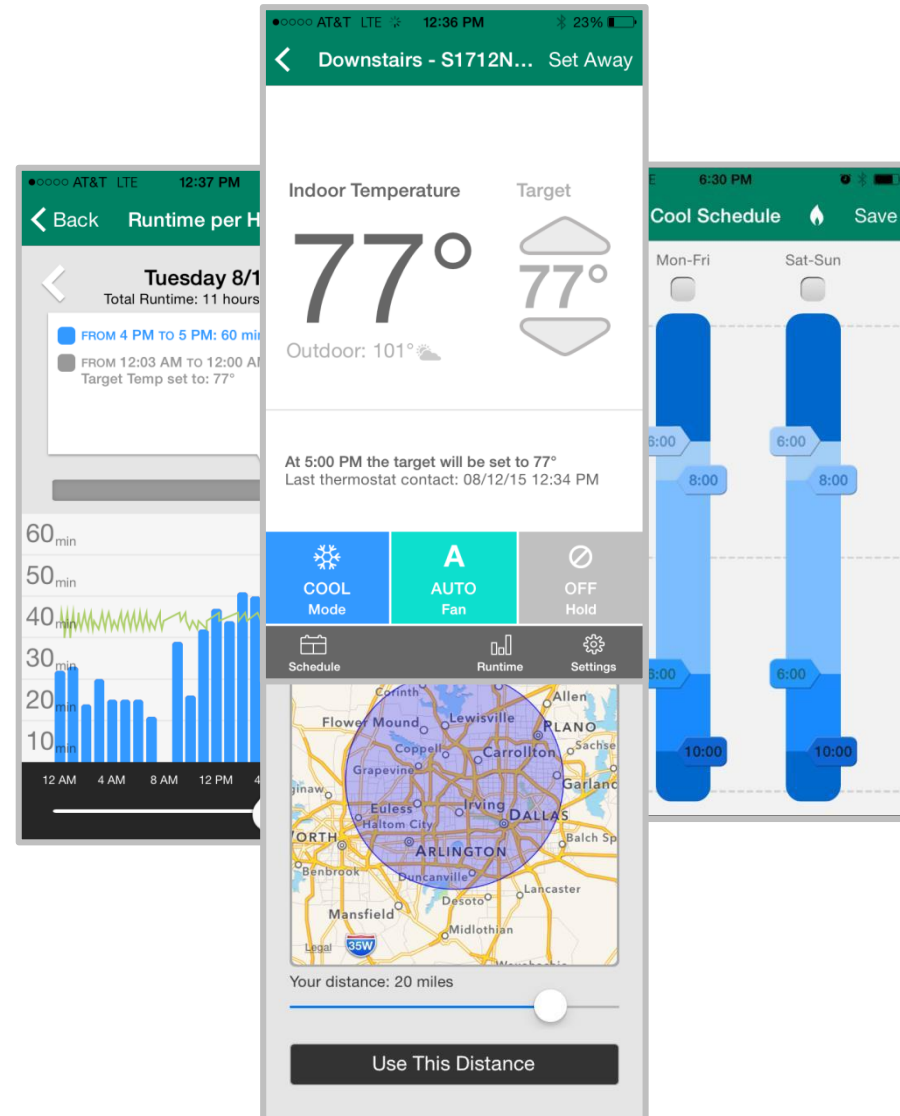 ●○○○○ AT&T LTE 12:36 PM 23%
Downstairs - S1712N... Set Away
Indoor Temperature Target
77° 77°
Outdoor: 101°
At 5:00 PM the target will be set to 77°
Last thermostat contact: 08/12/15 12:34 PM
COOL A OFF
Mode AUTO Hold
Fan
Schedule Runtime Settings
Corinth Allen
Flower Mound Lewisville PLANO
Coppell Carrollton Sachse
Grapevine Garland
Euless Irving DALLAS
Haltom City
ORTH ARLINGTON Balch Sp
Benbrook Duncanville
Desoto Lancaster
Mansfield
Midlothian
Legal 35W
Your distance: 20 miles
Use This Distance
●○○○○ AT&T LTE 12:37 PM
Back Runtime per H
Tuesday 8/1
Total Runtime: 11 hours
FROM 4 PM TO 5 PM: 60 min
FROM 12:03 AM TO 12:00 AM
Target Temp set to: 77°
60 min
50 min
40 min
30 min
20 min
10 min
12 AM 4 AM 8 AM 12 PM 4
6:30 PM
Cool Schedule Save
Mon-Fri Sat-Sun
6:00 6:00
8:00 8:00
6:00 6:00
10:00 10:00